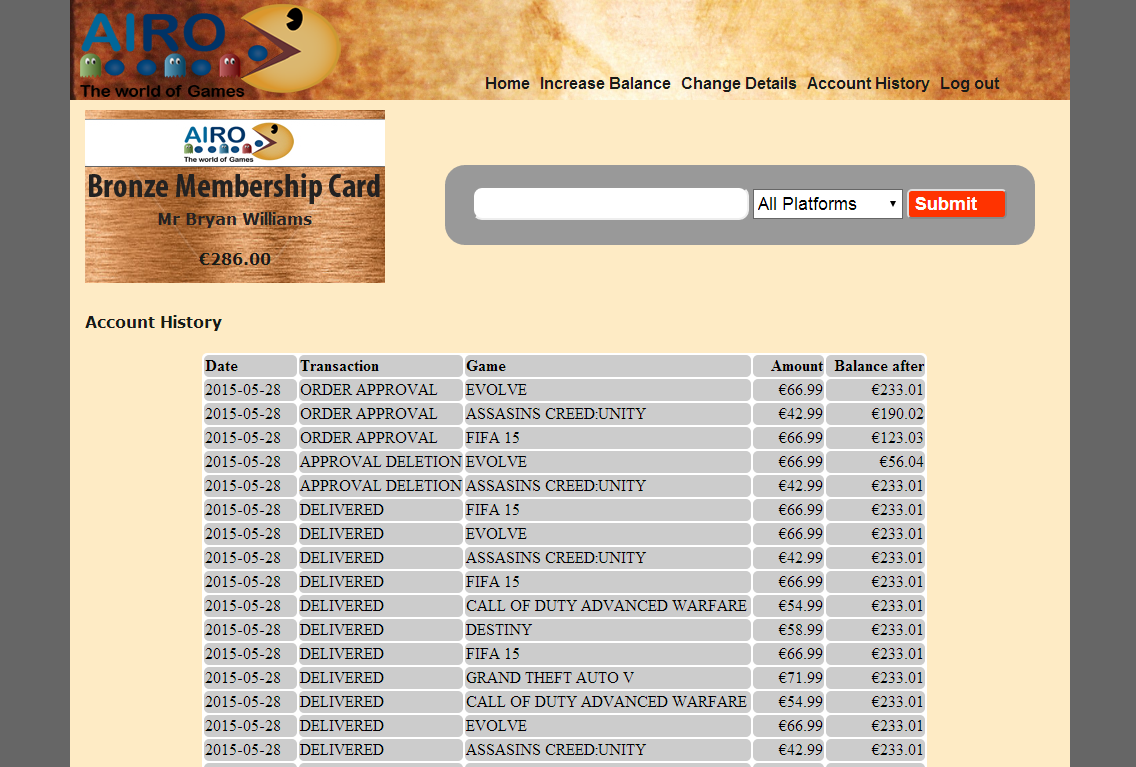 AIRO
The world of Games
Home Increase Balance Change Details Account History Log out
AIRO
The world of Games
Bronze Membership Card
Mr Bryan Williams
€286.00
All Platforms Submit
Account History
Date Transaction Game Amount Balance after
2015-05-28 ORDER APPROVAL EVOLVE €66.99 €233.01
2015-05-28 ORDER APPROVAL ASSASINS CREED:UNITY €42.99 €190.02
2015-05-28 ORDER APPROVAL FIFA 15 €66.99 €123.03
2015-05-28 APPROVAL DELETION EVOLVE €66.99 €56.04
2015-05-28 APPROVAL DELETION ASSASINS CREED:UNITY €42.99 €233.01
2015-05-28 DELIVERED FIFA 15 €66.99 €233.01
2015-05-28 DELIVERED EVOLVE €66.99 €233.01
2015-05-28 DELIVERED ASSASINS CREED:UNITY €42.99 €233.01
2015-05-28 DELIVERED FIFA 15 €66.99 €233.01
2015-05-28 DELIVERED CALL OF DUTY ADVANCED WARFARE €54.99 €233.01
2015-05-28 DELIVERED DESTINY €58.99 €233.01
2015-05-28 DELIVERED FIFA 15 €66.99 €233.01
2015-05-28 DELIVERED GRAND THEFT AUTO V €71.99 €233.01
2015-05-28 DELIVERED CALL OF DUTY ADVANCED WARFARE €54.99 €233.01
2015-05-28 DELIVERED EVOLVE €66.99 €233.01
2015-05-28 DELIVERED ASSASINS CREED:UNITY €42.99 €233.01